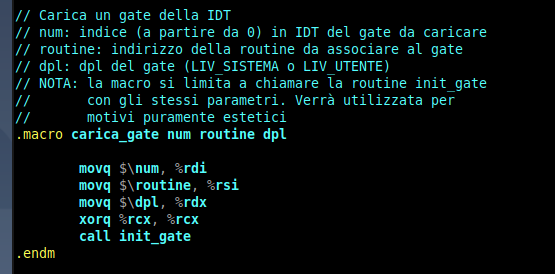 // Carica un gate della IDT
// num: indice (a partire da 0) in IDT del gate da caricare
// routine: indirizzo della routine da associare al gate
// dpl: dpl del gate (LIV_SISTEMA o LIV_UTENTE)
// NOTA: la macro si limita a chiamare la routine init_gate
//       con gli stessi parametri. Verrà utilizzata per
//       motivi puramente estetici
.macro carica_gate num routine dpl
        movq $\num, %rdi
        movq $\routine, %rsi
        movq $\dpl, %rdx
        xorq %rcx, %rcx
        call init_gate
.endm